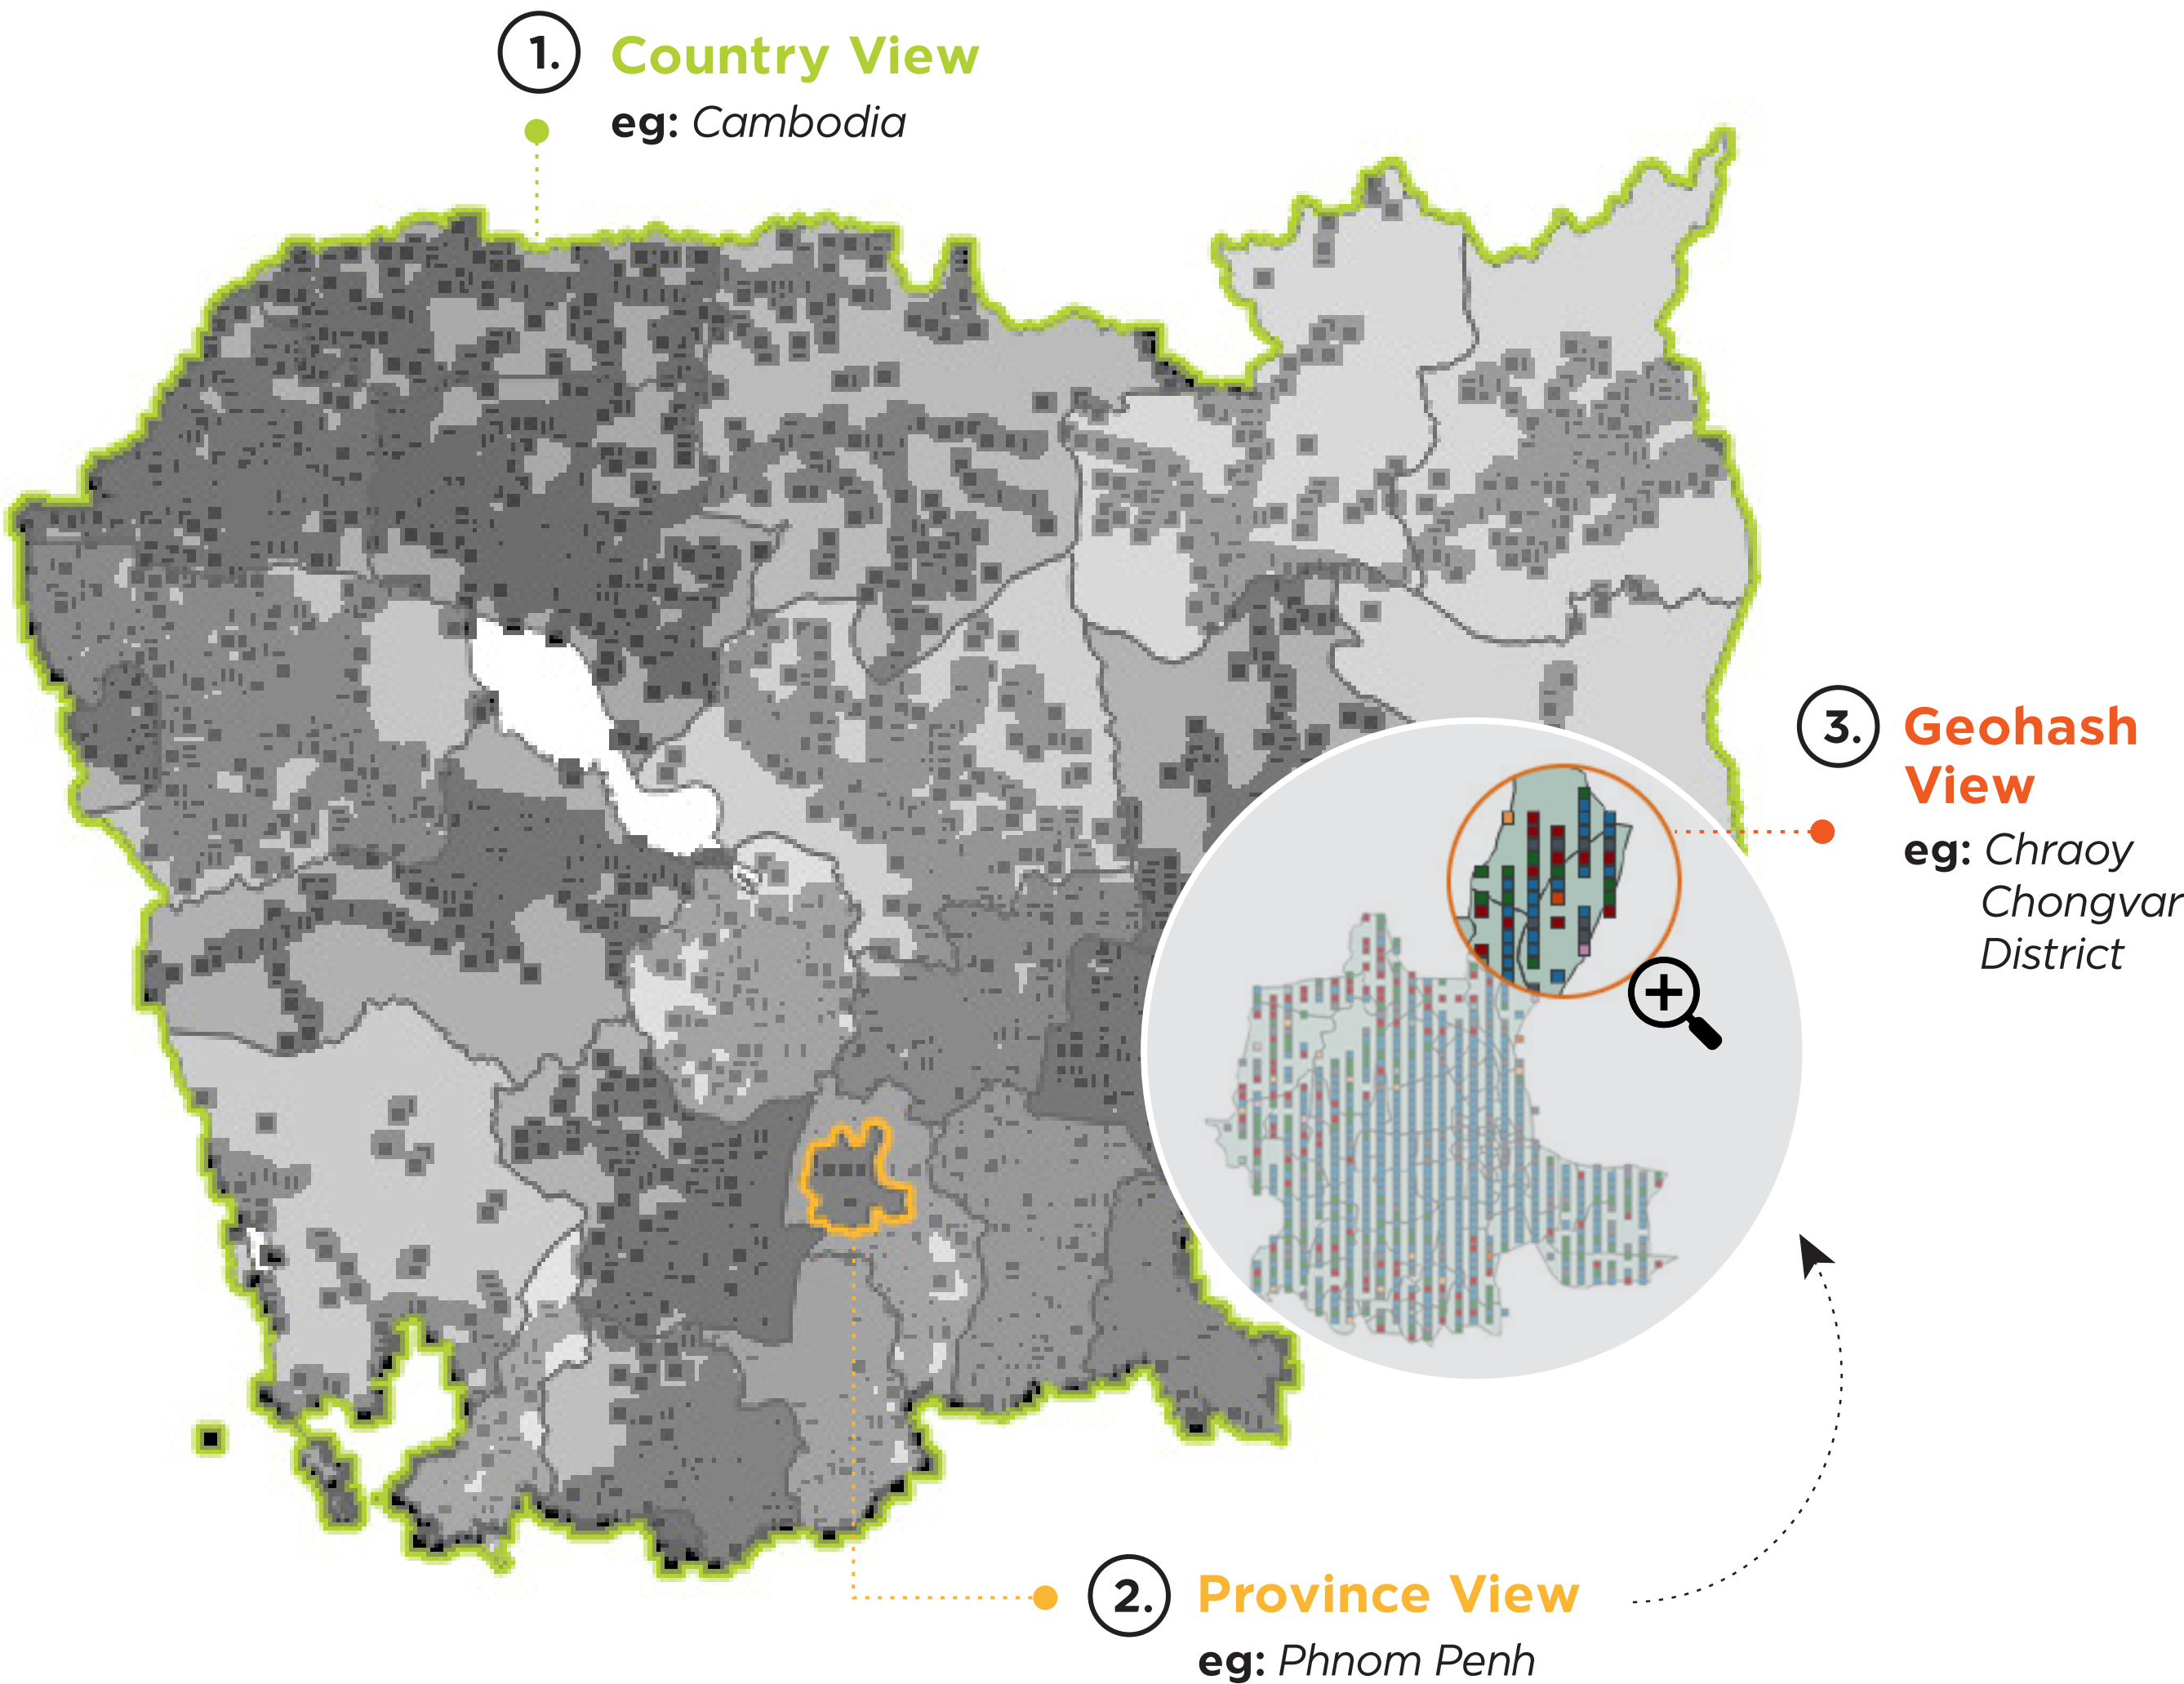 1. Country View
eg: Cambodia
3. Geohash
View
eg: Chraoy
Chongvar
District
2. Province View
eg: Phnom Penh